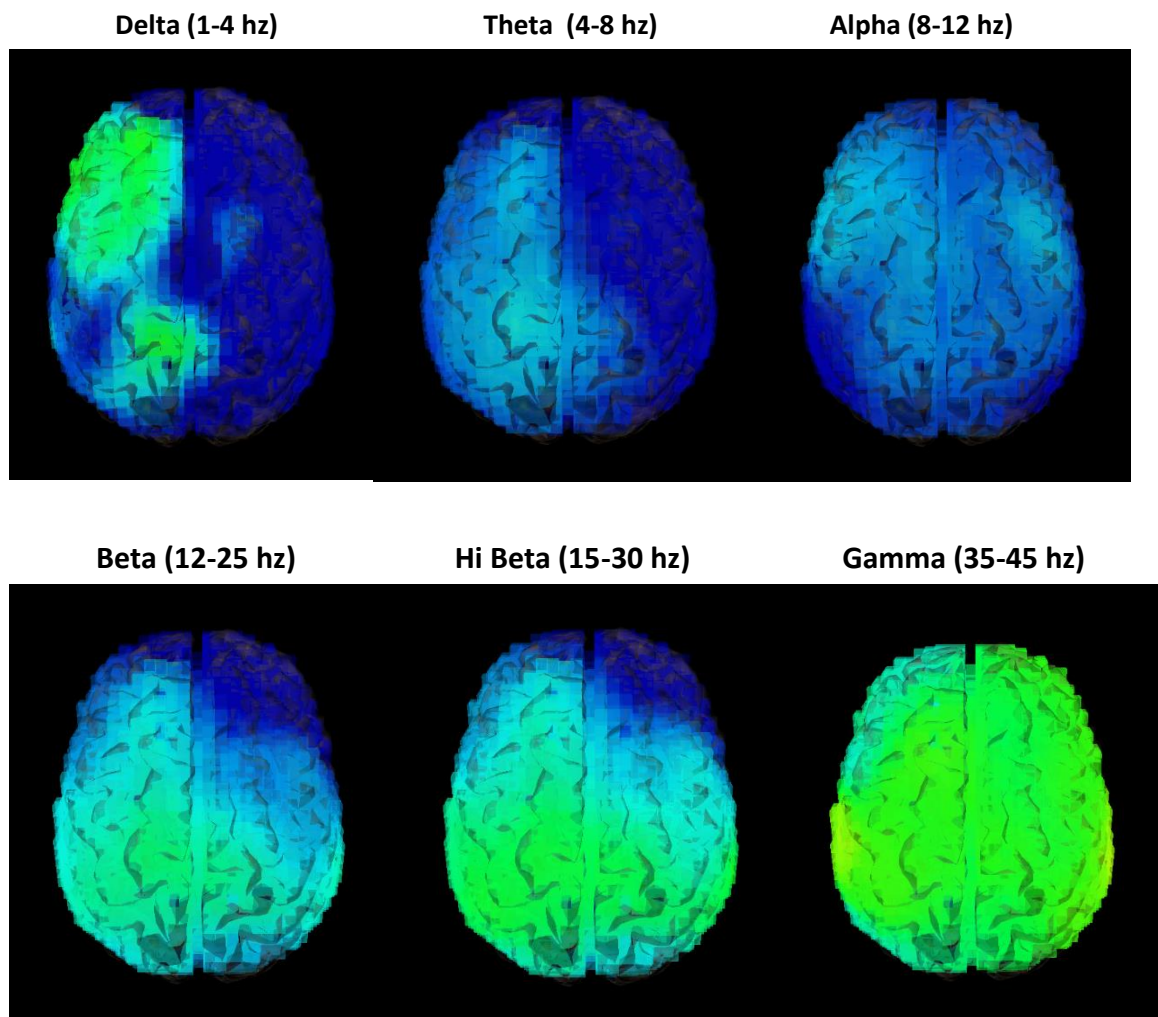 Delta (1-4 hz) Theta (4-8 hz) Alpha (8-12 hz)
Beta (12-25 hz) Hi Beta (15-30 hz) Gamma (35-45 hz)